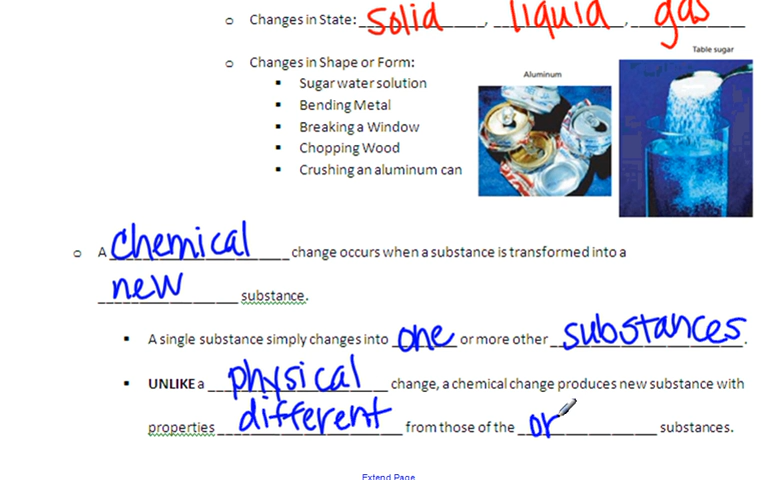 o Changes in State: solid, liquid, gas
Table sugar
o Changes in Shape or Form:
Aluminum
▪ Sugar water solution
▪ Bending Metal
▪ Breaking a Window
▪ Chopping Wood
▪ Crushing an aluminum can
o A chemical change occurs when a substance is transformed into a
new substance.
▪ A single substance simply changes into one or more other substances.
▪ UNLIKE a physical change, a chemical change produces new substance with
properties different from those of the or substances.
Extend Page